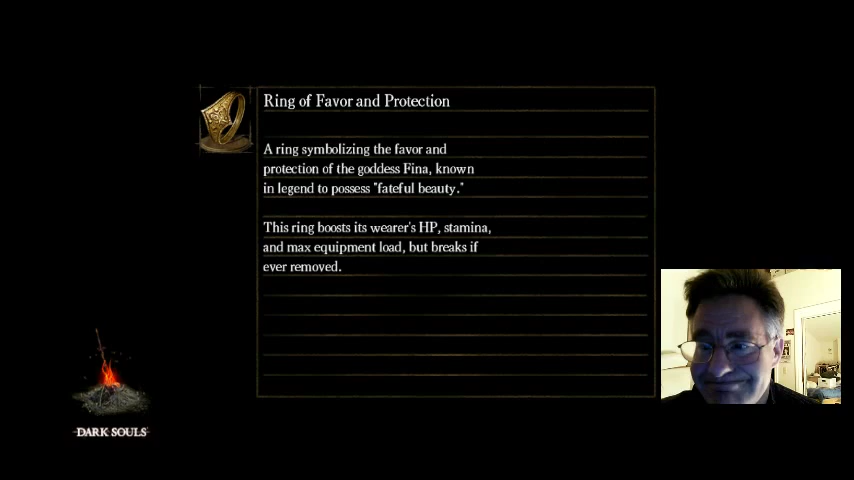 Ring of Favor and Protection
A ring symbolizing the favor and
protection of the goddess Fina, known
in legend to possess "fateful beauty."
This ring boosts its wearer's HP, stamina,
and max equipment load, but breaks if
ever removed.
DARK SOULS